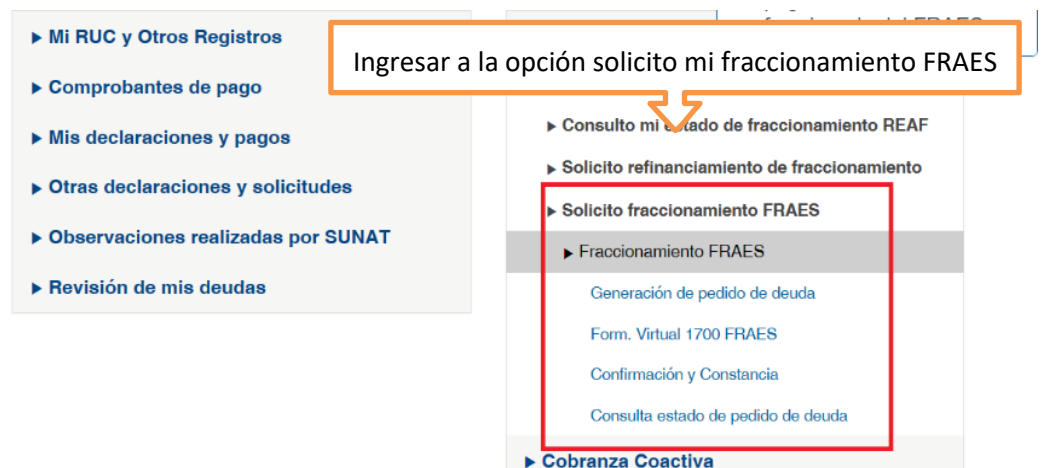 ▶ Mi RUC y Otros Registros
▶ Comprobantes de pago
▶ Mis declaraciones y pagos
▶ Otras declaraciones y solicitudes
▶ Observaciones realizadas por SUNAT
▶ Revisión de mis deudas
Ingresar a la opción solicito mi fraccionamiento FRAES
▶ Consulto mi estado de fraccionamiento REAF
▶ Solicito refinanciamiento de fraccionamiento
▶ Solicito fraccionamiento FRAES
▶ Fraccionamiento FRAES
Generación de pedido de deuda
Form. Virtual 1700 FRAES
Confirmación y Constancia
Consulta estado de pedido de deuda
▶ Cobranza Coactiva